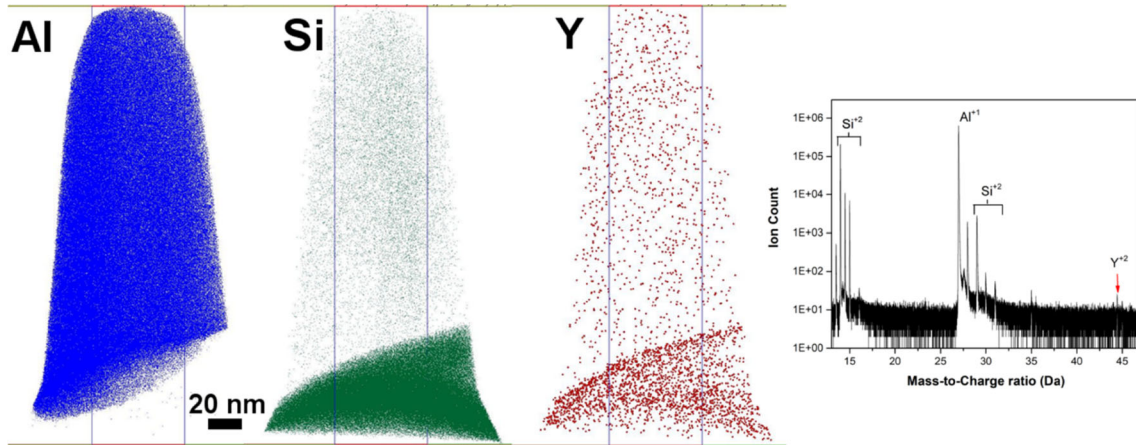 Al
Si
Y
20 nm
1E+06
1E+05
1E+04
1E+03
1E+02
1E+01
1E+00
Ion Count
Si+2
Al+1
Si+2
Y+2
15 20 25 30 35 40 45
Mass-to-Charge ratio (Da)